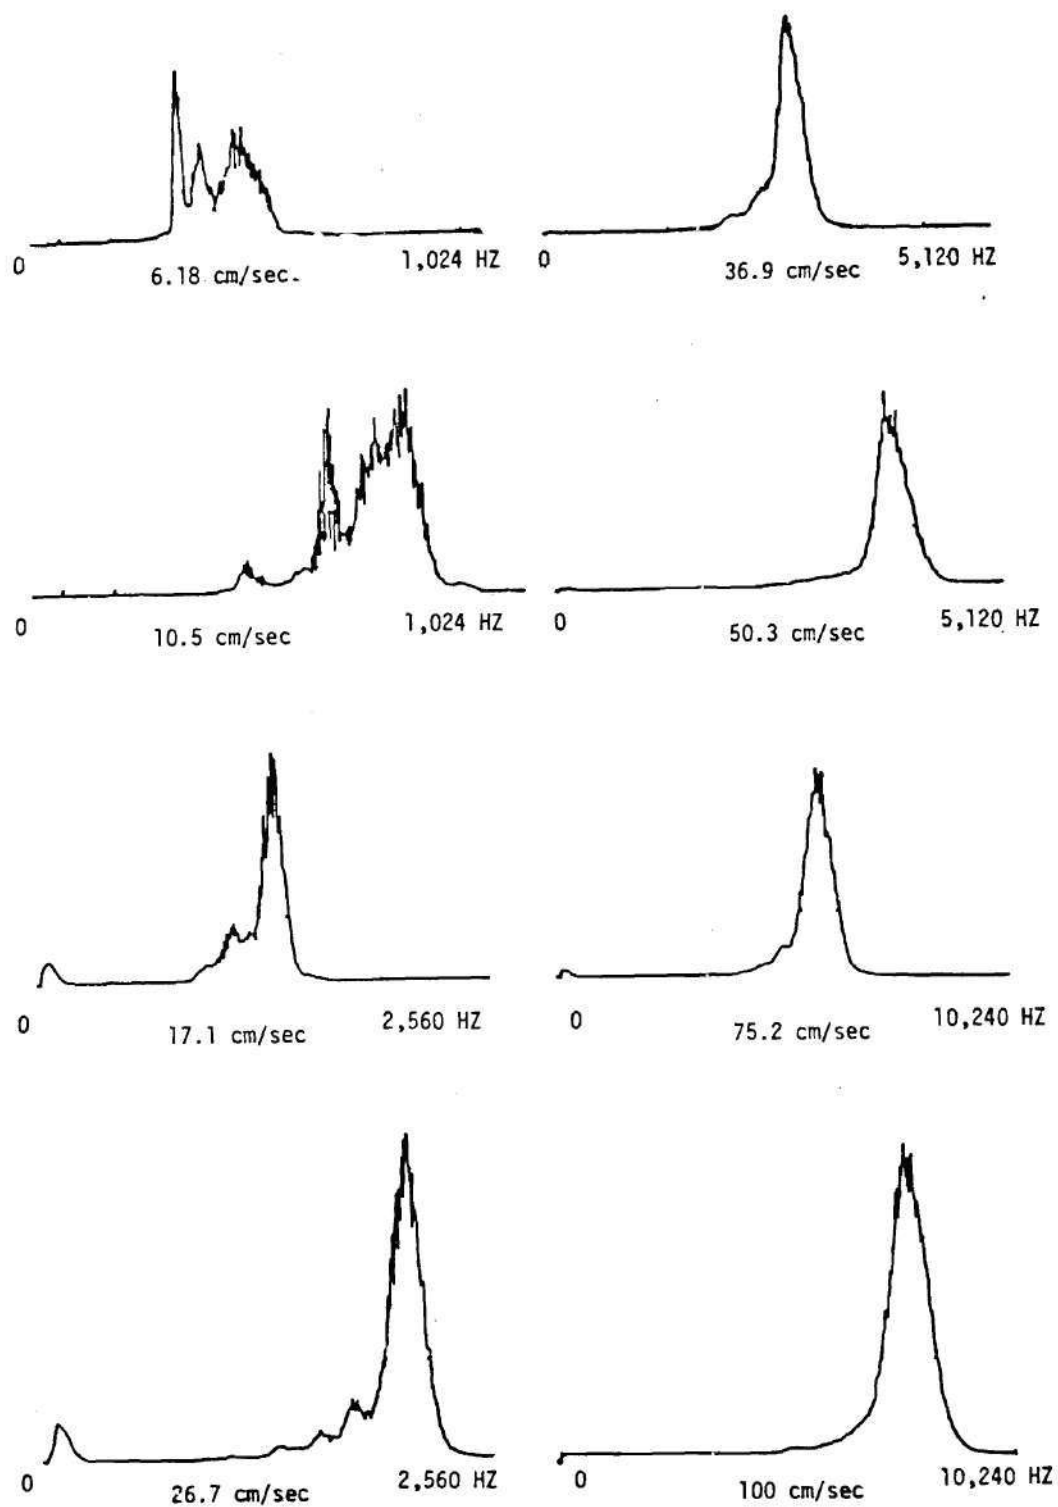 0 6.18 cm/sec. 1,024 HZ
0 36.9 cm/sec 5,120 HZ
0 10.5 cm/sec 1,024 HZ
0 50.3 cm/sec 5,120 HZ
0 17.1 cm/sec 2,560 HZ
0 75.2 cm/sec 10,240 HZ
0 26.7 cm/sec 2,560 HZ
0 100 cm/sec 10,240 HZ